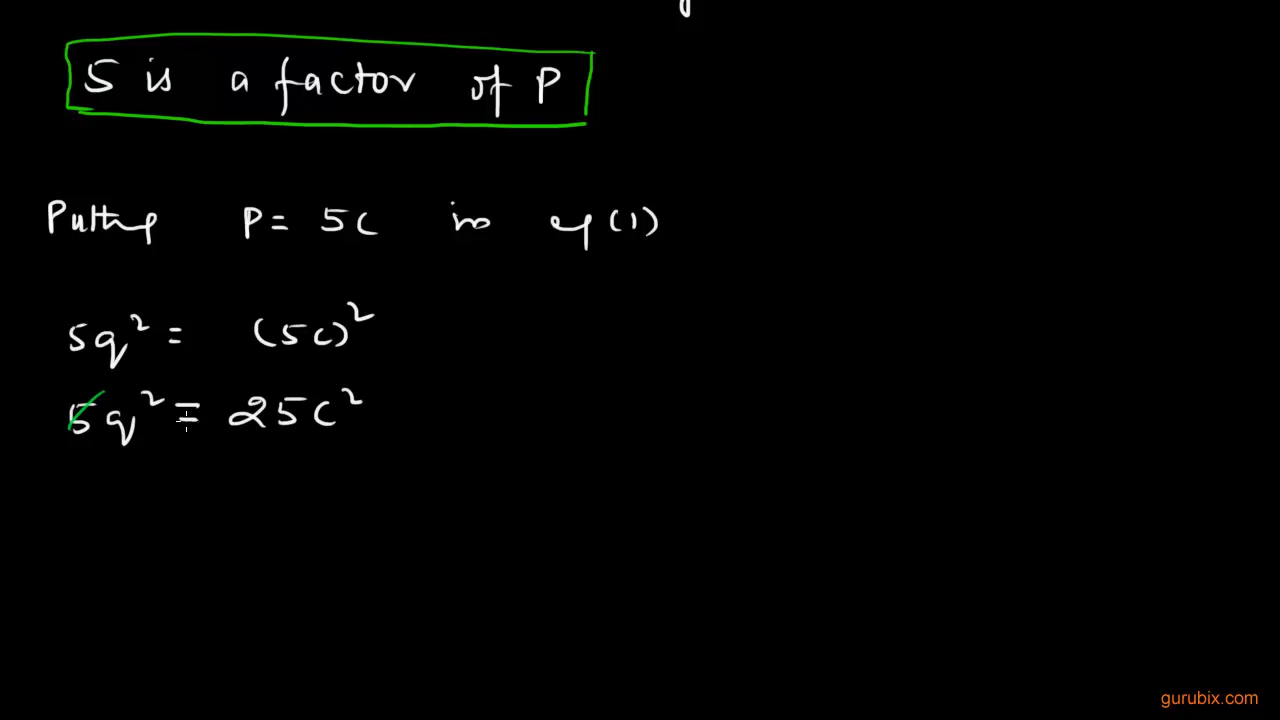 5 is a factor of P
Putting P = 5c in eq (1)
5q² = (5c)²
5q² = 25c²
gurubix.com